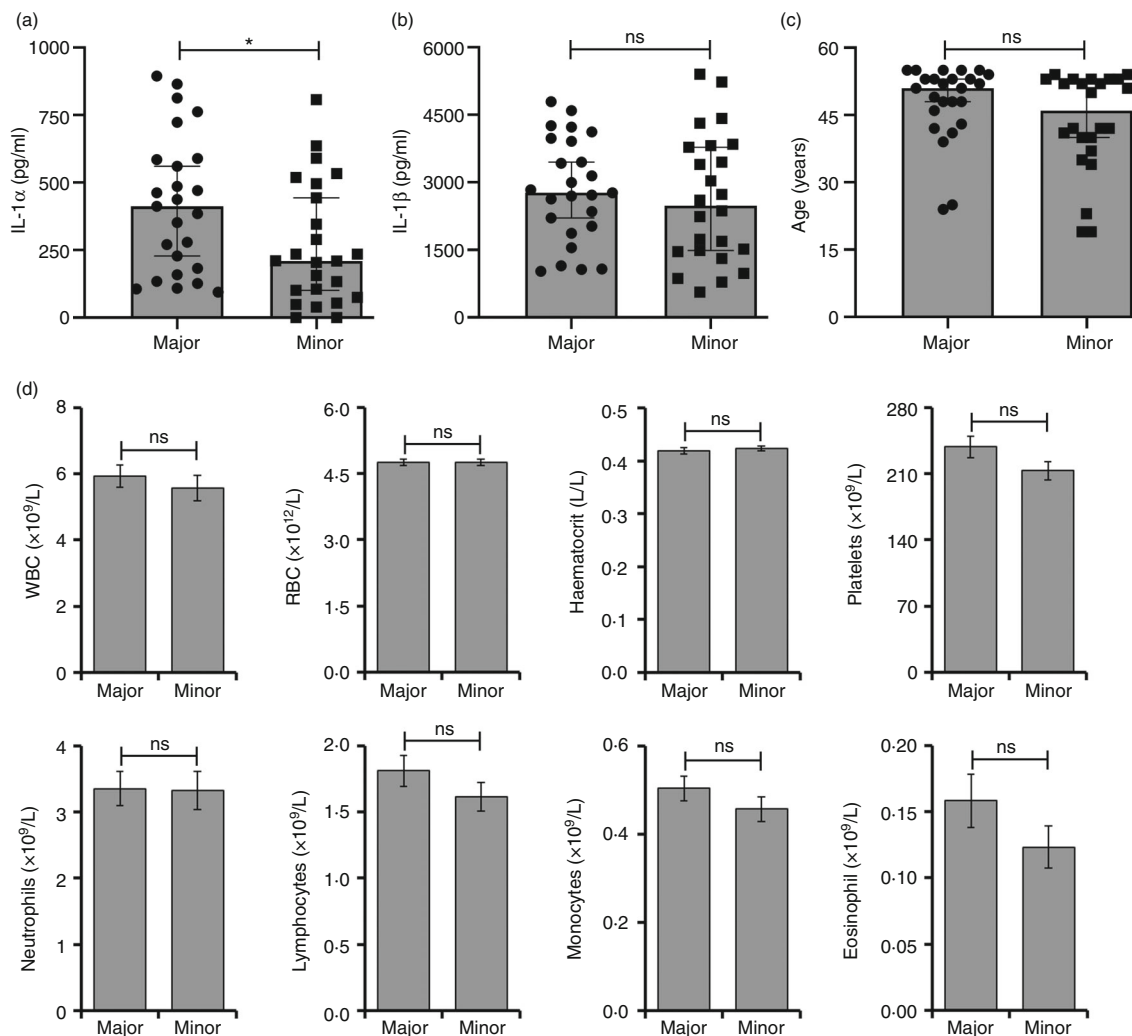 (a)
*
1000
750
500
250
0
IL-1α (pg/ml)
Major
Minor
(b)
ns
6000
4500
3000
1500
0
IL-1β (pg/ml)
Major
Minor
(c)
ns
60
45
30
15
0
Age (years)
Major
Minor
(d)
ns
8
6
4
2
0
WBC (×10⁹/L)
Major
Minor
ns
6·0
4·5
3·0
1·5
0·0
RBC (×10¹²/L)
Major
Minor
ns
0·5
0·4
0·3
0·2
0·1
0·0
Haematocrit (L/L)
Major
Minor
ns
280
210
140
70
0
Platelets (×10⁹/L)
Major
Minor
ns
4
3
2
1
0
Neutrophils (×10⁹/L)
Major
Minor
ns
2·0
1·5
1·0
0·5
0·0
Lymphocytes (×10⁹/L)
Major
Minor
ns
0·6
0·4
0·2
0·0
Monocytes (×10⁹/L)
Major
Minor
ns
0·20
0·15
0·10
0·05
0·00
Eosinophil (×10⁹/L)
Major
Minor